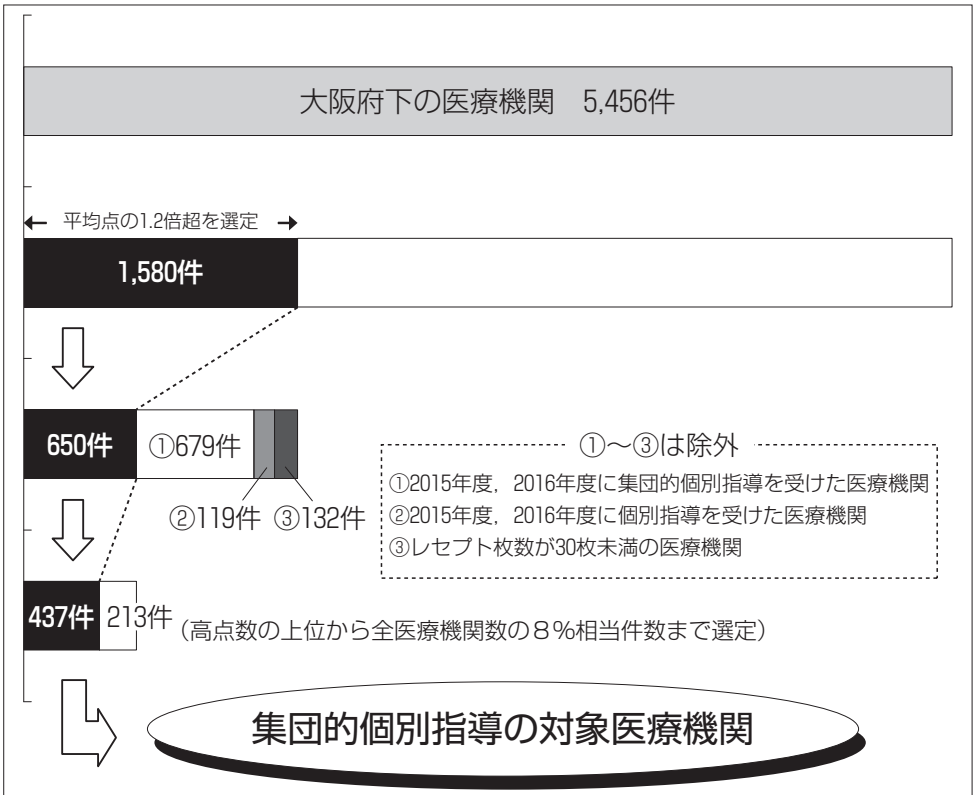 大阪府下の医療機関　5,456件
平均点の1.2倍超を選定
1,580件
650件
①679件
②119件
③132件
①～③は除外
①2015年度，2016年度に集団的個別指導を受けた医療機関
②2015年度，2016年度に個別指導を受けた医療機関
③レセプト枚数が30枚未満の医療機関
437件
213件
（高点数の上位から全医療機関数の８％相当件数まで選定）
集団的個別指導の対象医療機関